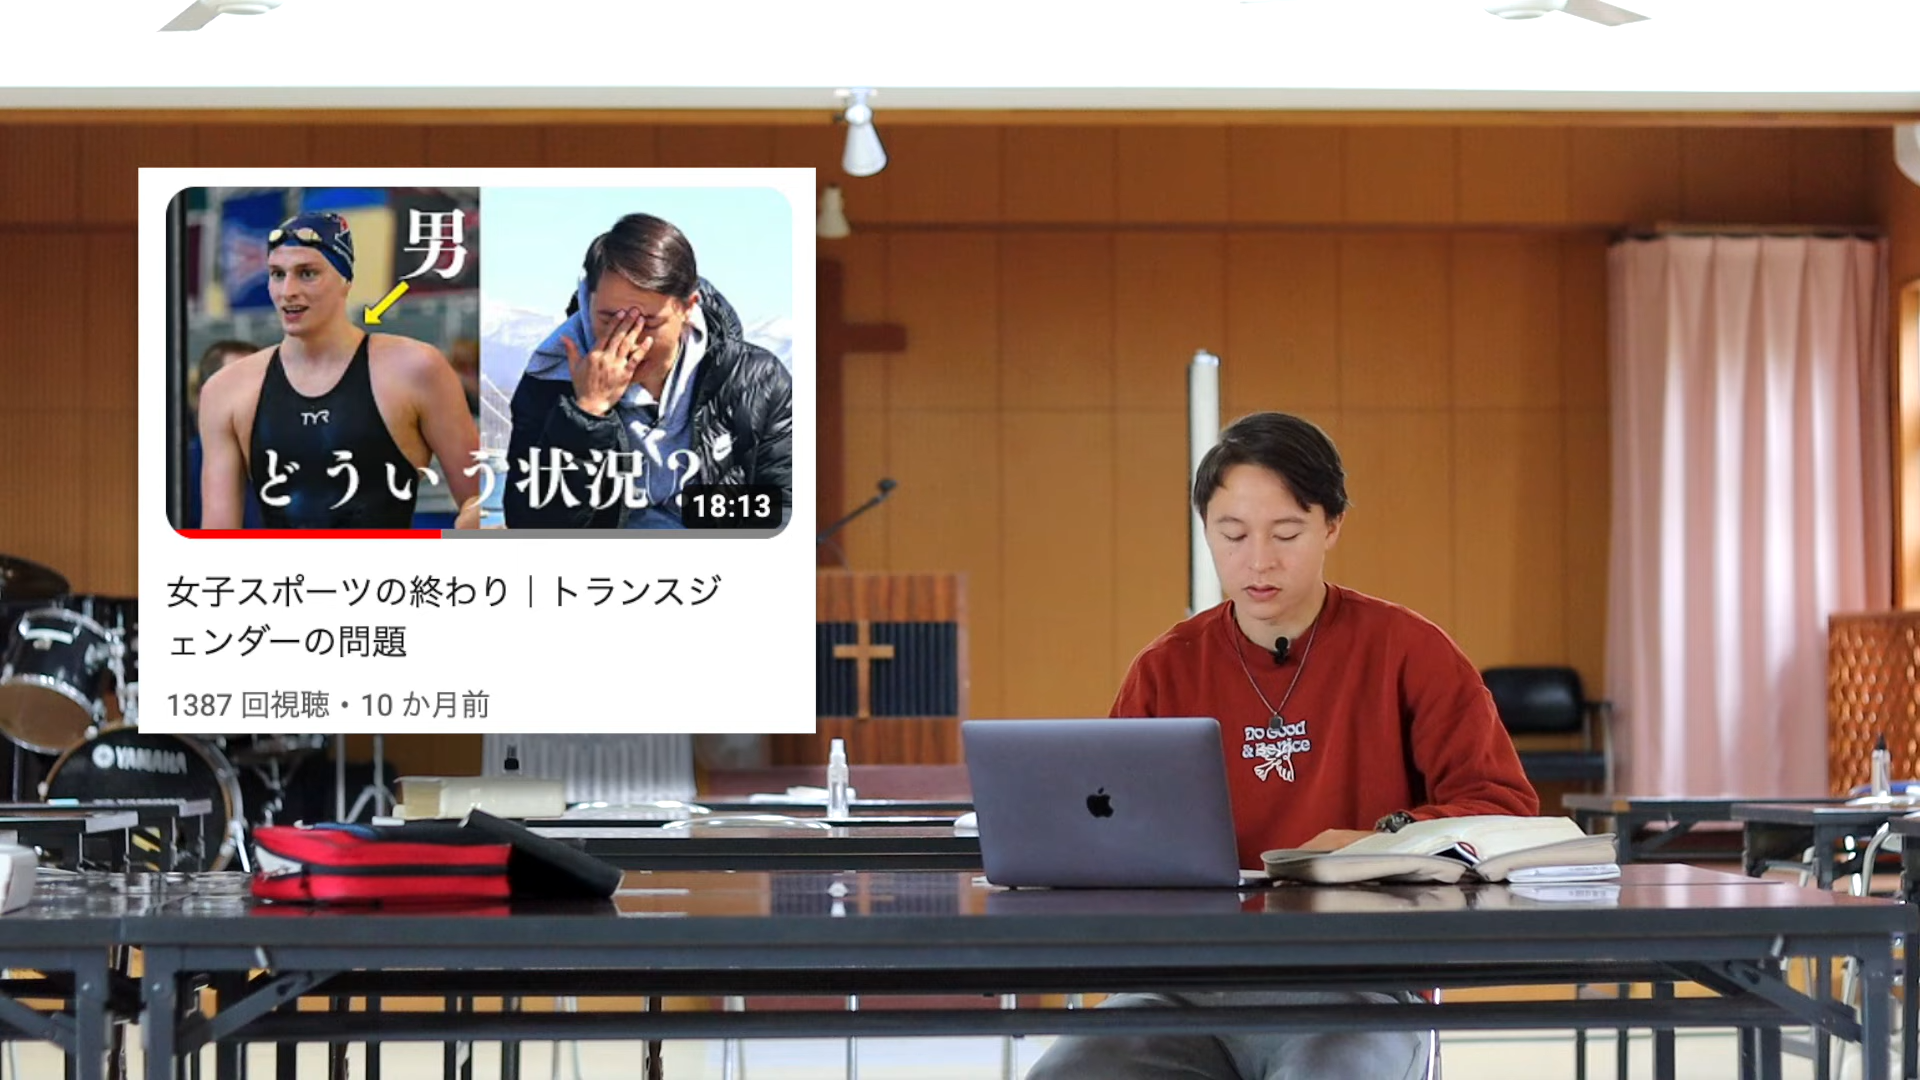 男
TYR
どういう状況？
18:13
女子スポーツの終わり｜トランスジ
ェンダーの問題
1387 回視聴・10 か月前
YAMAHA
Do Good